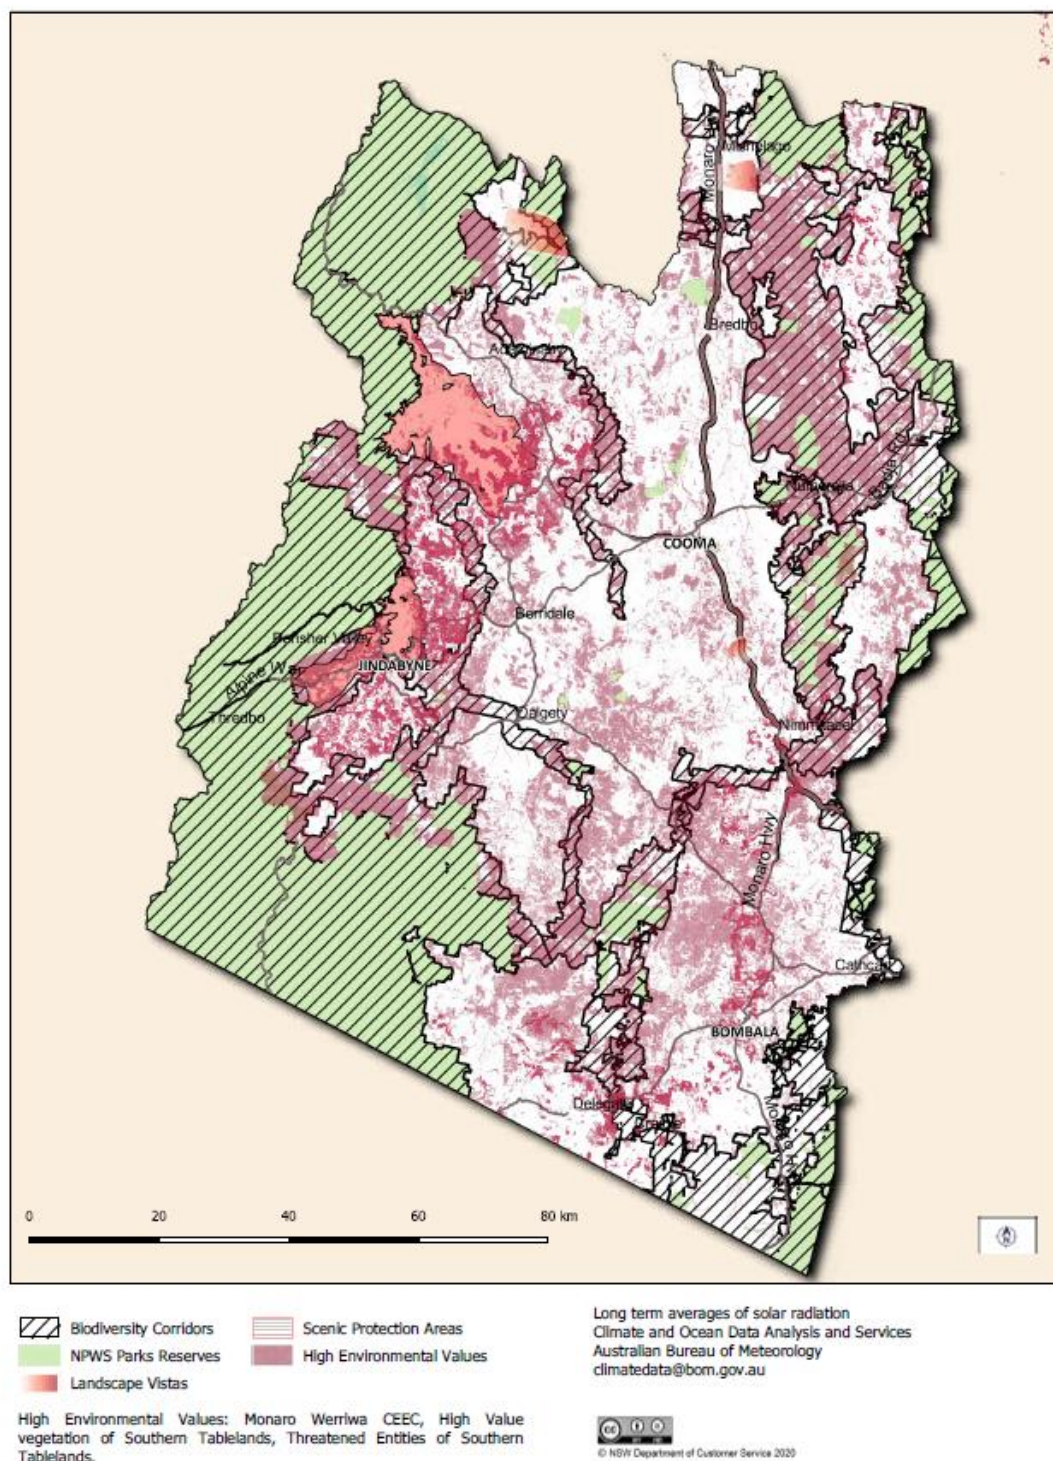 Monaro Hwy
Michelago
Bredbo
Numeralla
COOMA
Berridale
Perisher Valley
JINDABYNE
Alpine Way
Thredbo
Dalgety
Nimmitabel
Monaro Hwy
Cathcart
BOMBALA
Delegate
0 20 40 60 80 km
N
Biodiversity Corridors
NPWS Parks Reserves
Landscape Vistas
Scenic Protection Areas
High Environmental Values
Long term averages of solar radiation
Climate and Ocean Data Analysis and Services
Australian Bureau of Meteorology
climatedata@bom.gov.au
High Environmental Values: Monaro Werriwa CEEC, High Value
vegetation of Southern Tablelands, Threatened Entities of Southern
Tablelands.
cc
© NSW Department of Customer Service 2020